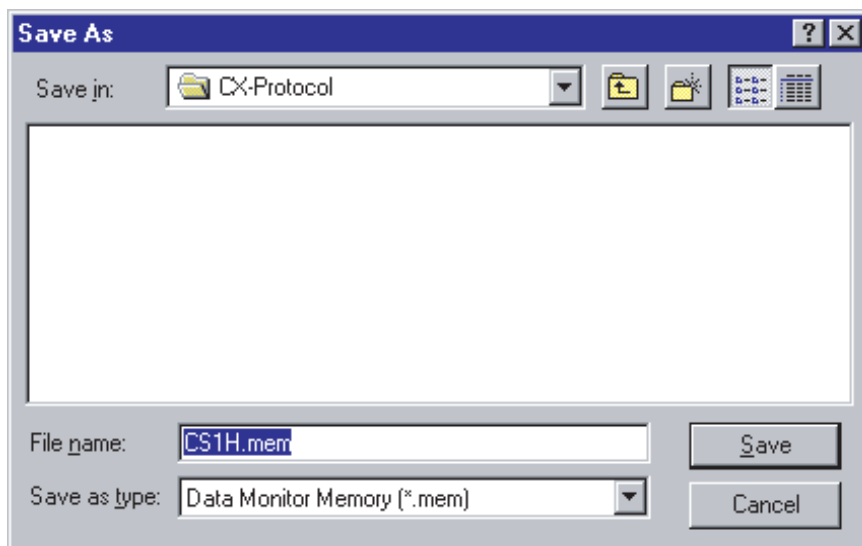 Save As
Save in: CX-Protocol
File name: CS1H.mem
Save
Save as type: Data Monitor Memory (*.mem)
Cancel